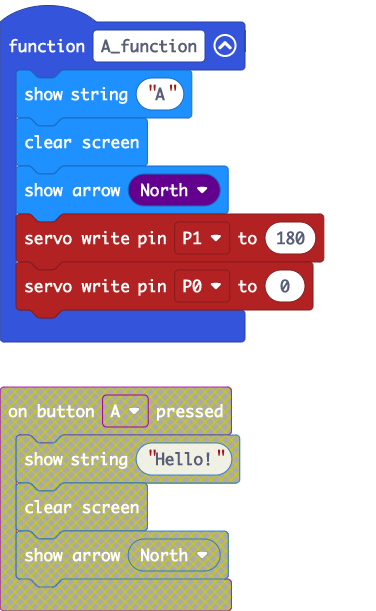 function A_function
show string "A"
clear screen
show arrow North
servo write pin P1 to 180
servo write pin P0 to 0
on button A pressed
show string "Hello!"
clear screen
show arrow North